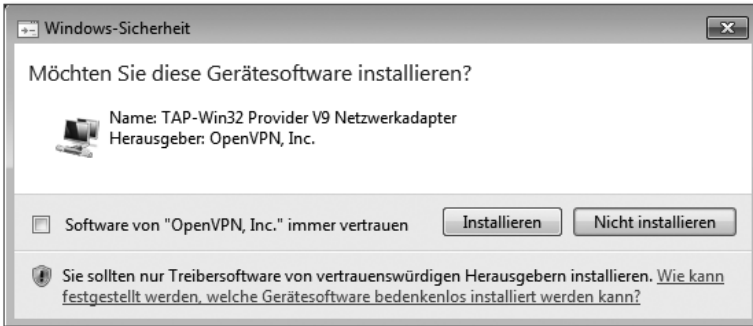 Windows-Sicherheit
Möchten Sie diese Gerätesoftware installieren?
Name: TAP-Win32 Provider V9 Netzwerkadapter
Herausgeber: OpenVPN, Inc.
Software von "OpenVPN, Inc." immer vertrauen
Installieren
Nicht installieren
Sie sollten nur Treibersoftware von vertrauenswürdigen Herausgebern installieren. Wie kann
festgestellt werden, welche Gerätesoftware bedenkenlos installiert werden kann?